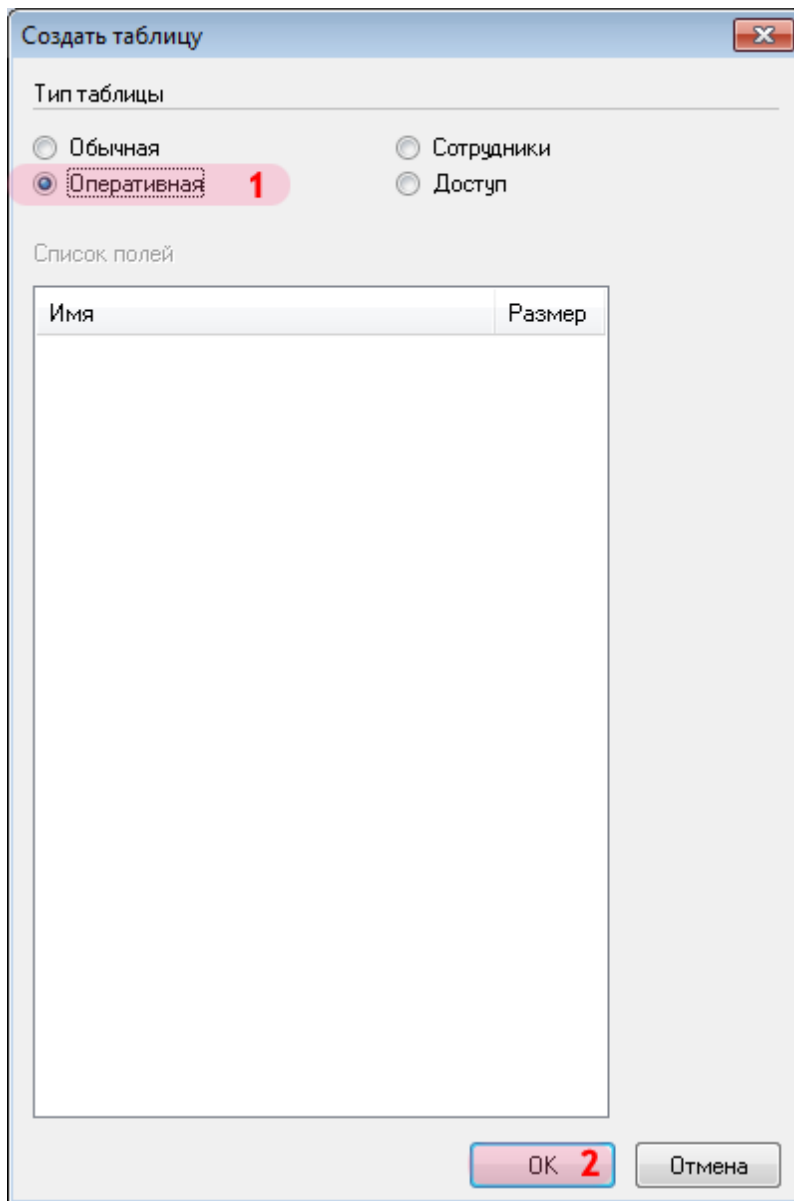 Создать таблицу
Тип таблицы
Обычная
Сотрудники
Оперативная 1
Доступ
Список полей
Имя Размер
OK 2 Отмена